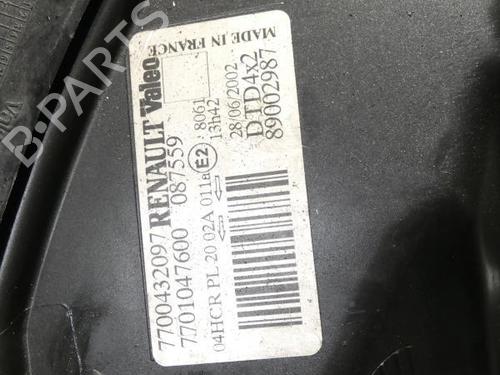 7700432097 RENAULT Valeo
7701047600 087559
04HCR PL 20 02A 011a E2
8061
13h42
28/06/2002
DTD4x2
89002987
MADE IN FRANCE
B-PARTS